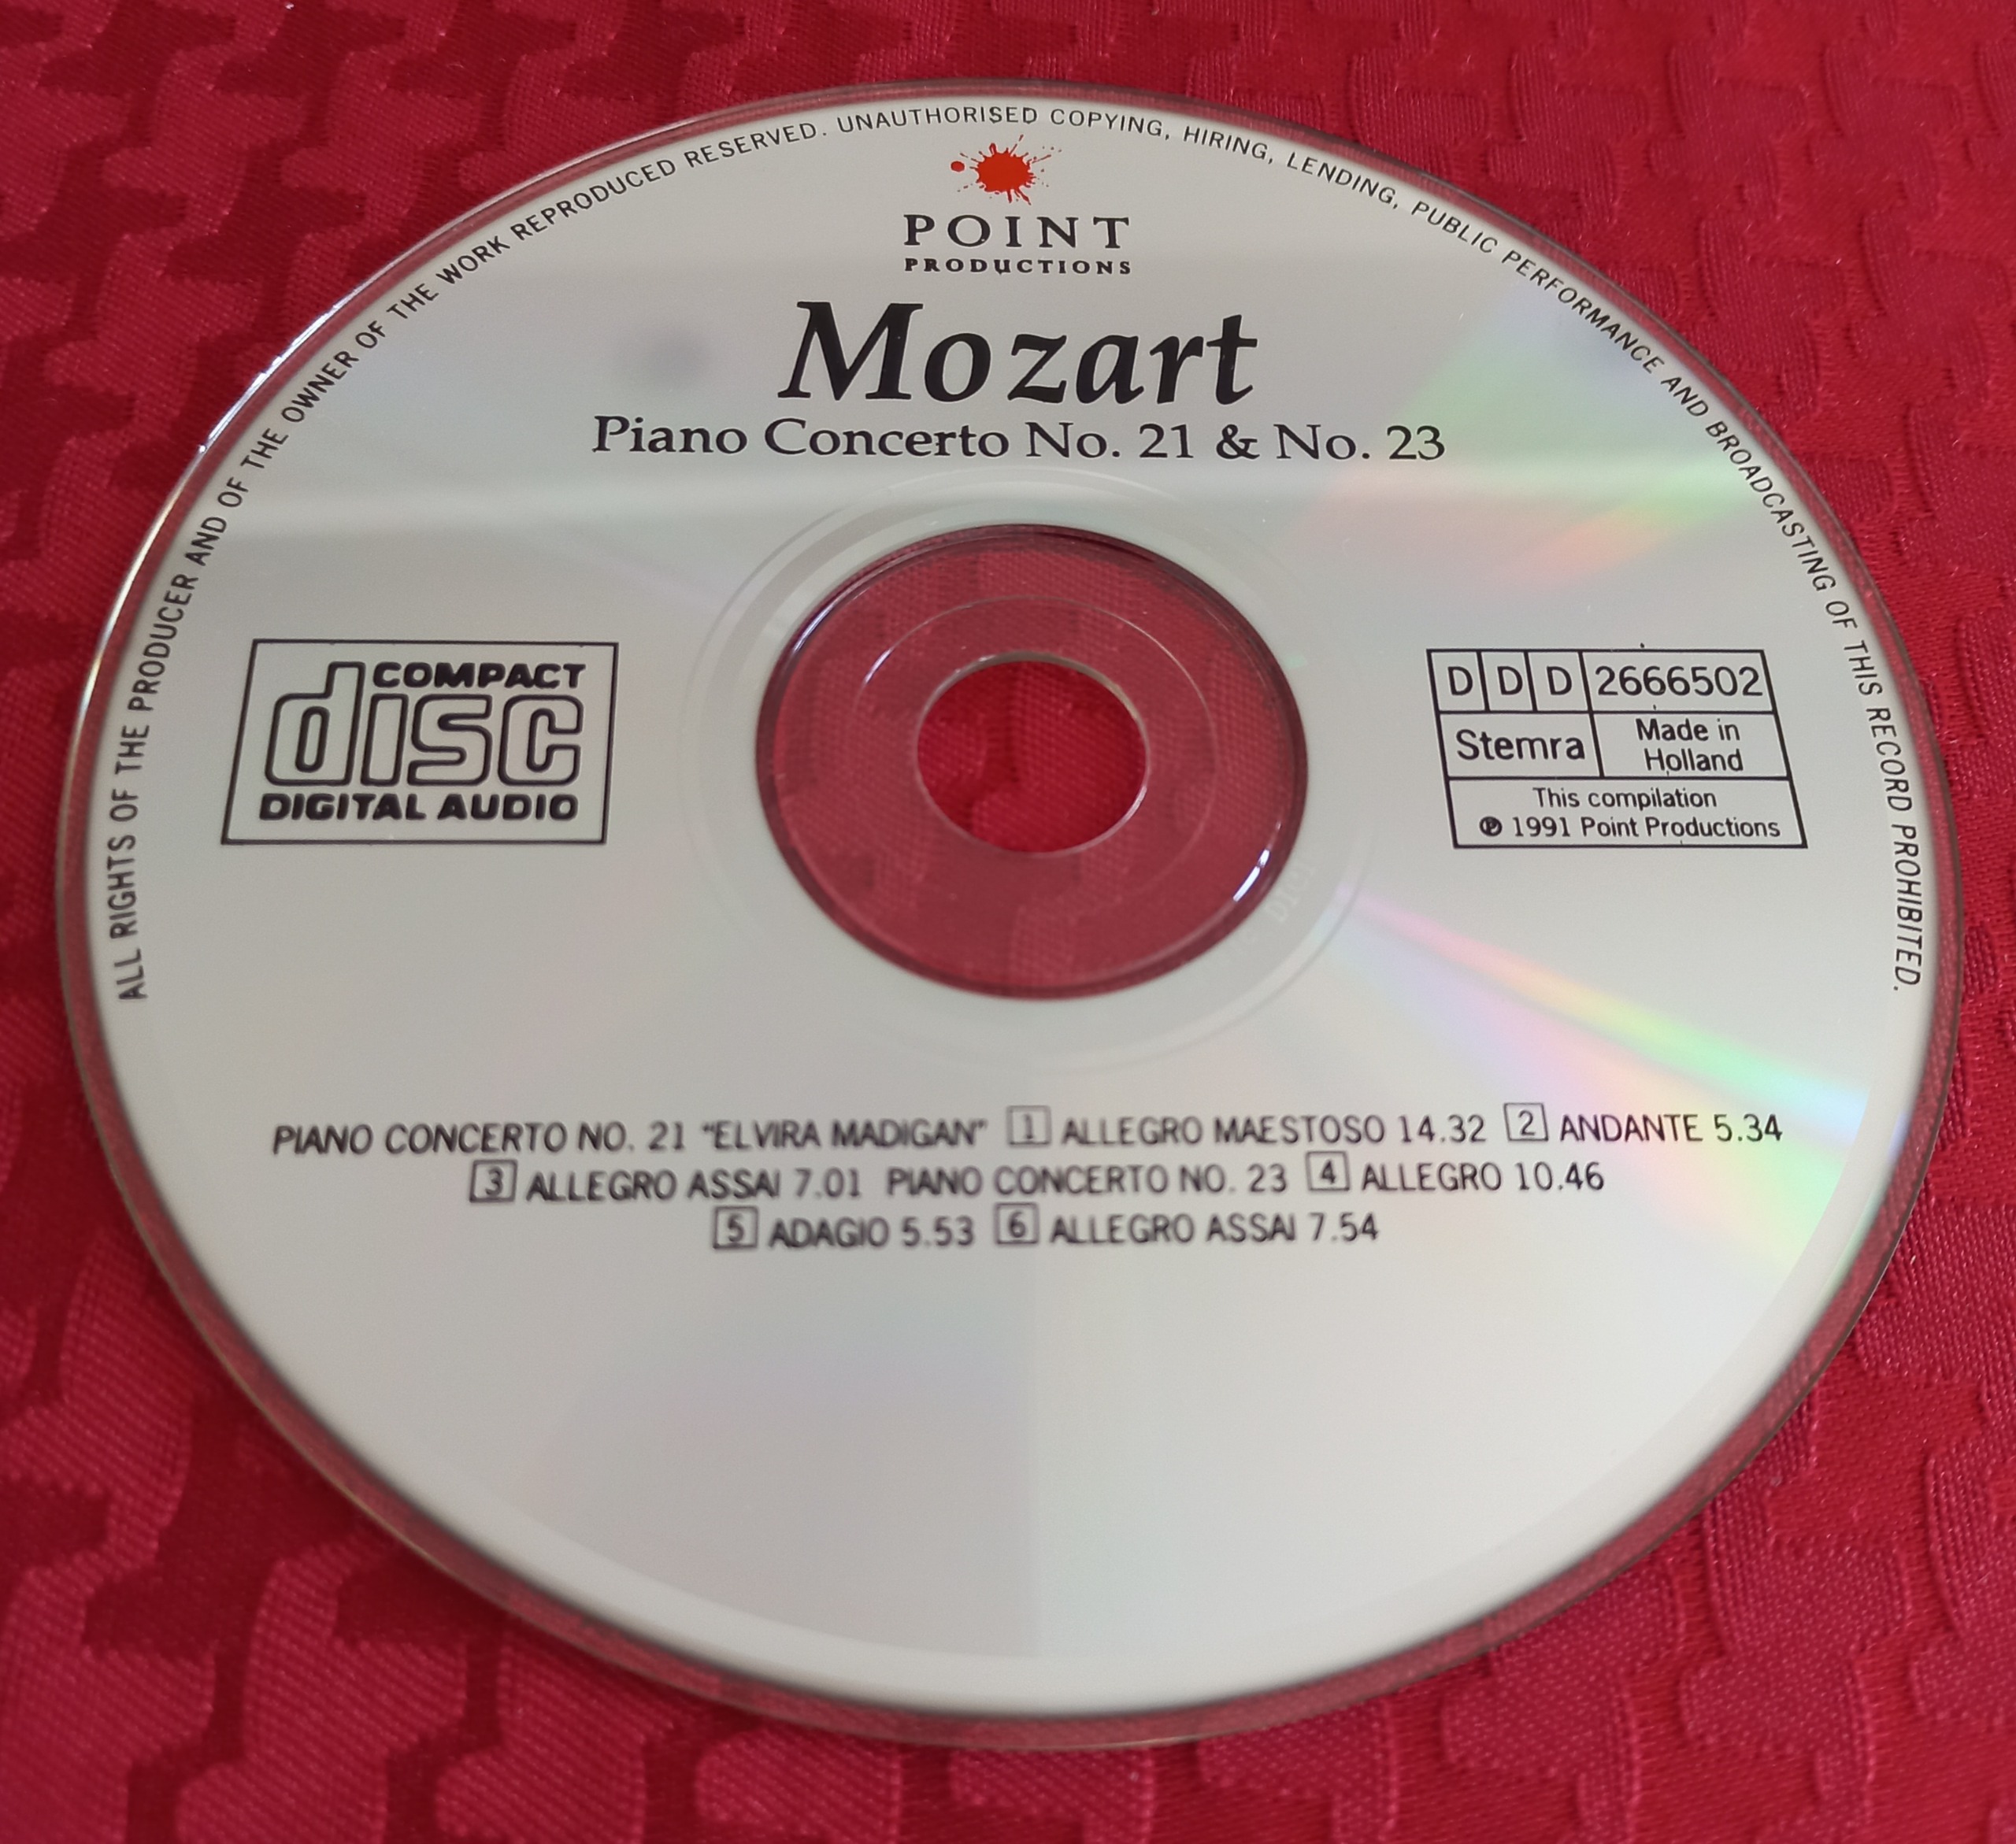 ALL RIGHTS OF THE PRODUCER AND OF THE OWNER OF THE WORK REPRODUCED RESERVED. UNAUTHORISED COPYING, HIRING, LENDING, PUBLIC PERFORMANCE AND BROADCASTING OF THIS RECORD PROHIBITED.
POINT
PRODUCTIONS
Mozart
Piano Concerto No. 21 & No. 23
COMPACT
disc
DIGITAL AUDIO
D D D 2666502
Stemra
Made in
Holland
This compilation
℗ 1991 Point Productions
PIANO CONCERTO NO. 21 "ELVIRA MADIGAN" 1 ALLEGRO MAESTOSO 14.32 2 ANDANTE 5.34
3 ALLEGRO ASSAI 7.01 PIANO CONCERTO NO. 23 4 ALLEGRO 10.46
5 ADAGIO 5.53 6 ALLEGRO ASSAI 7.54